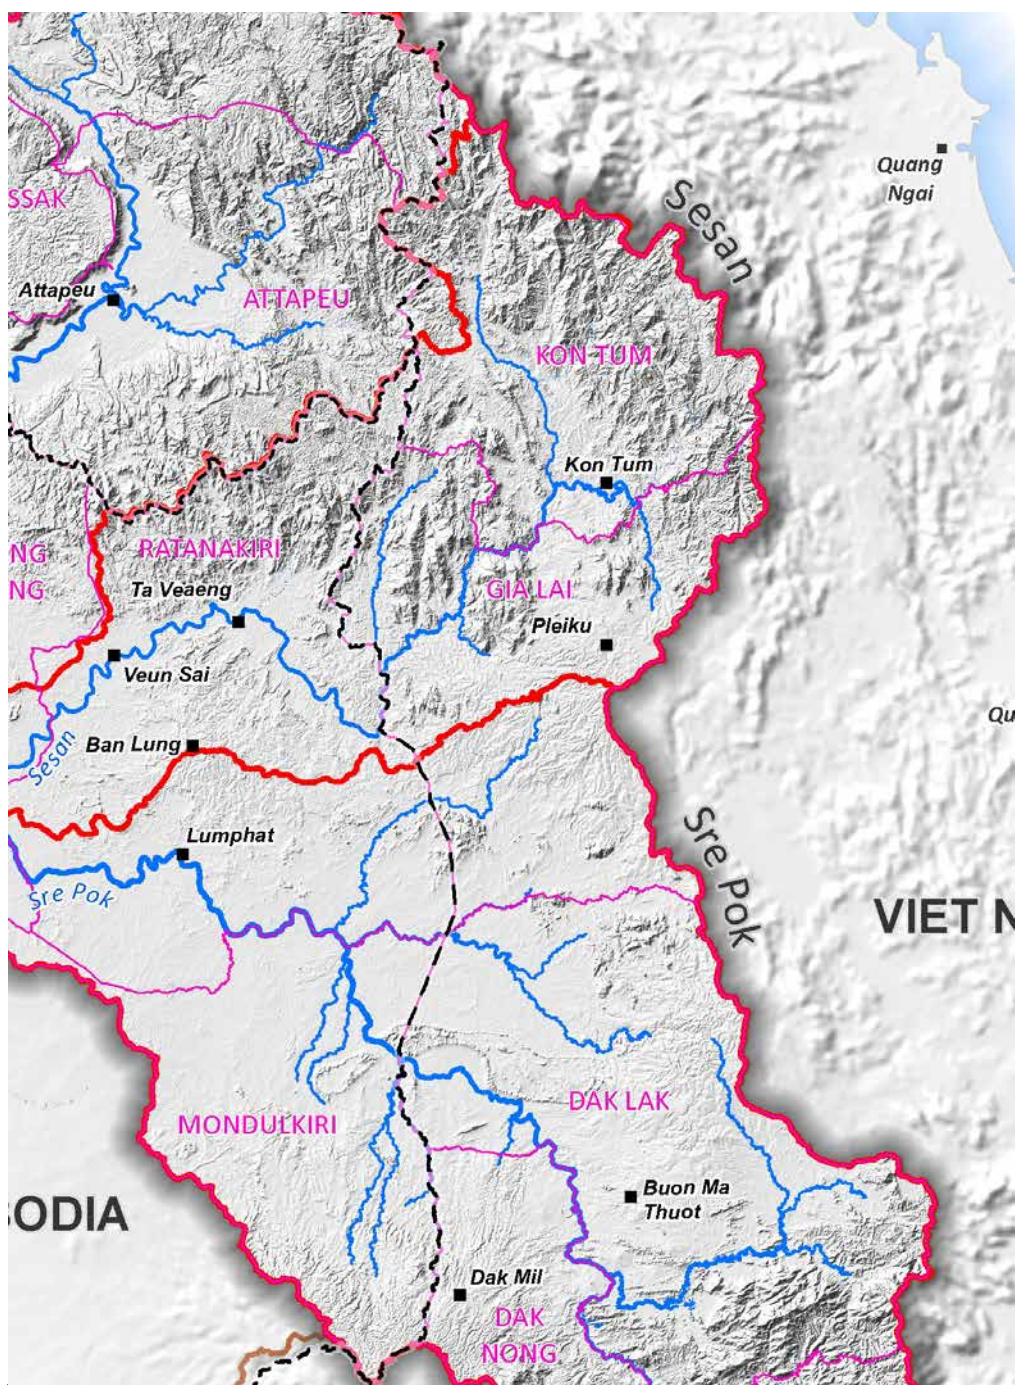 Quang
Ngai
SSAK
Sesan
Attapeu
ATTAPEU
KON TUM
Kon Tum
NG
NG
RATANAKIRI
Ta Veaeng
GIA LAI
Pleiku
Veun Sai
Qu
Sesan
Ban Lung
Lumphat
Sre Pok
Sre Pok
VIET N
DAK LAK
MONDULKIRI
Buon Ma
Thuot
ODIA
Dak Mil
DAK
NONG